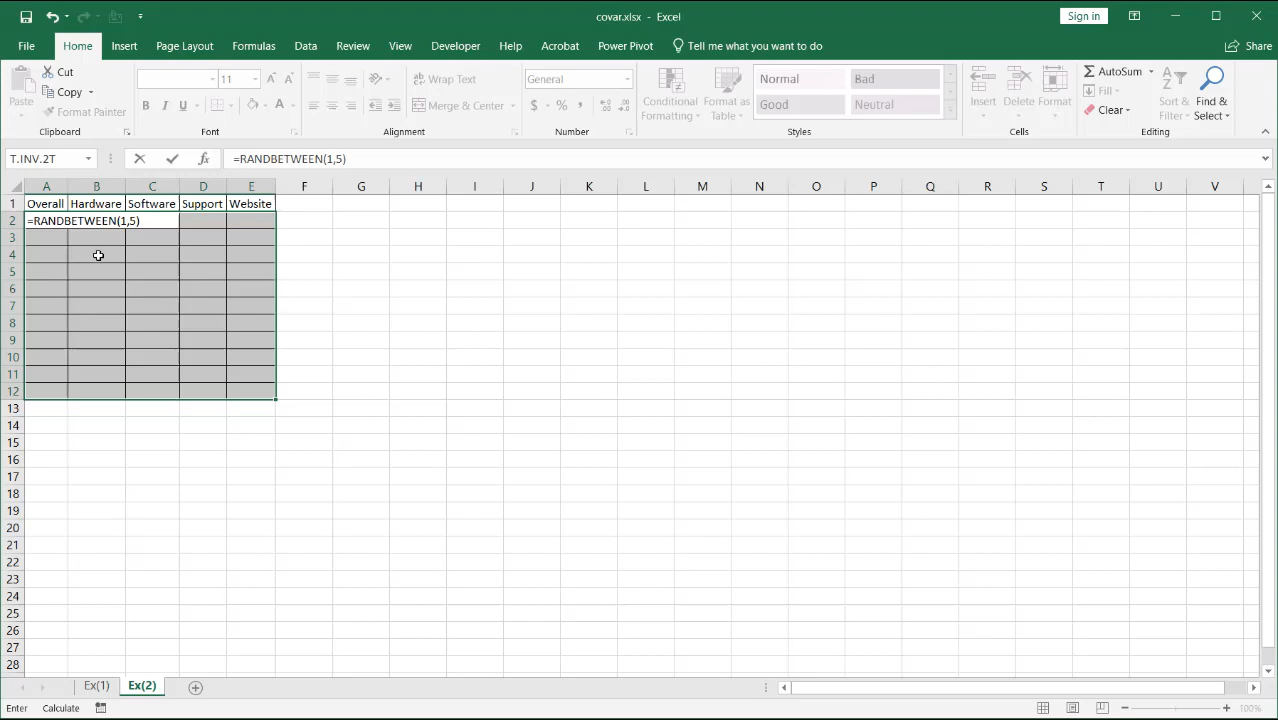 covar.xlsx - Excel
Sign in
File Home Insert Page Layout Formulas Data Review View Developer Help Acrobat Power Pivot Tell me what you want to do Share
Paste
Cut
Copy
Format Painter
Clipboard
11
Font
Wrap Text
Merge & Center
Alignment
General
Number
Conditional Formatting
Format as Table
Normal Bad
Good Neutral
Styles
Insert Delete Format
Cells
AutoSum
Fill
Clear
Sort & Filter
Find & Select
Editing
T.INV.2T fx =RANDBETWEEN(1,5)
A B C D E F G H I J K L M N O P Q R S T U V
1 Overall Hardware Software Support Website
2 =RANDBETWEEN(1,5)
3
4
5
6
7
8
9
10
11
12
13
14
15
16
17
18
19
20
21
22
23
24
25
26
27
28
Ex(1) Ex(2)
Enter Calculate 100%